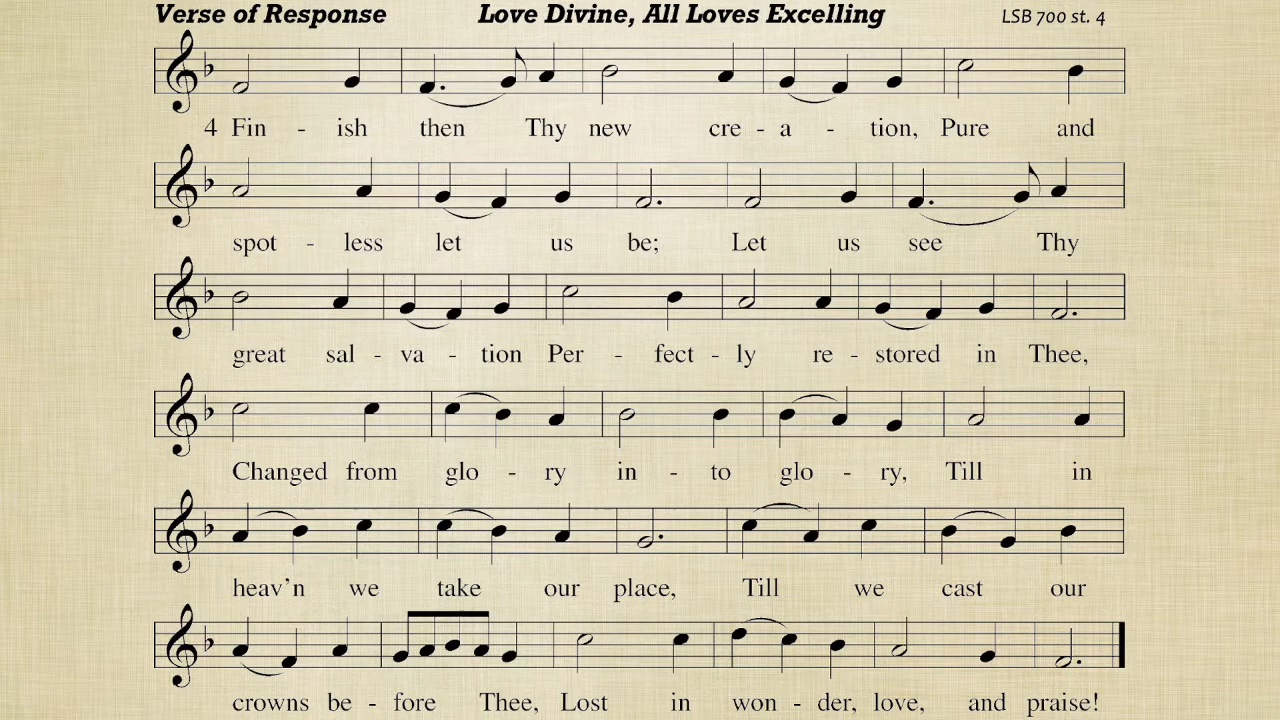 Verse of Response Love Divine, All Loves Excelling LSB 700 st. 4
4 Fin - ish then Thy new cre - a - tion, Pure and
spot - less let us be; Let us see Thy
great sal - va - tion Per - fect - ly re - stored in Thee,
Changed from glo - ry in - to glo - ry, Till in
heav'n we take our place, Till we cast our
crowns be - fore Thee, Lost in won - der, love, and praise!